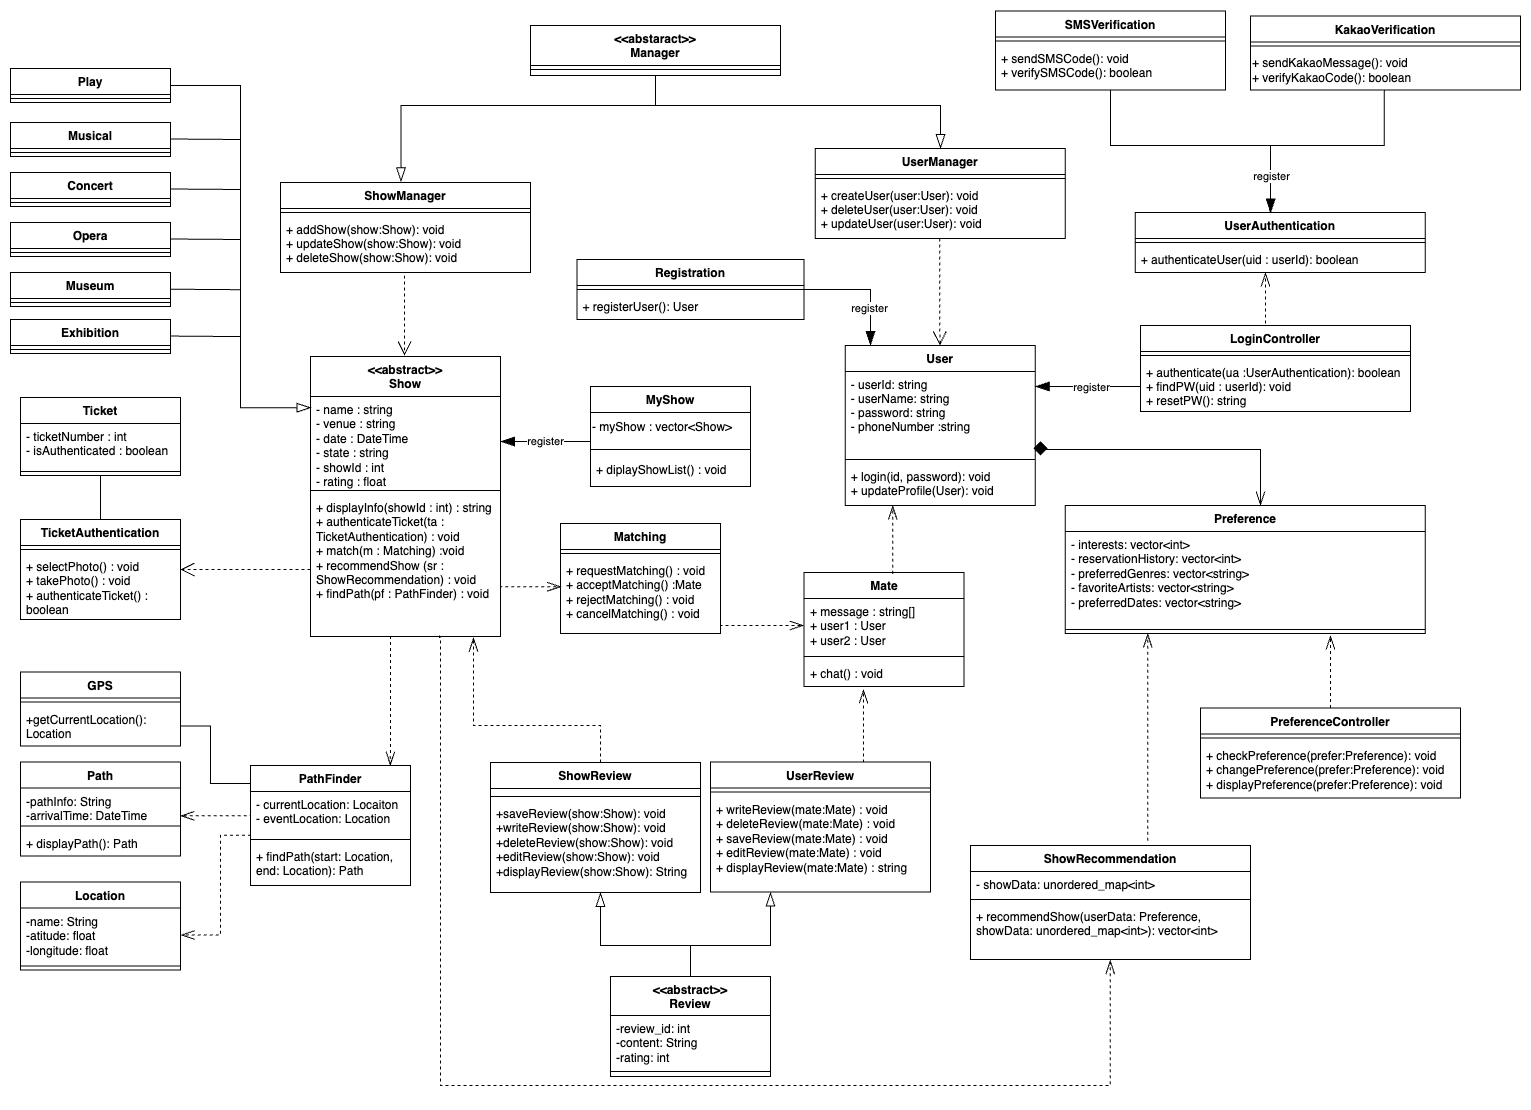 <<abstaract>>
Manager
SMSVerification
+ sendSMSCode(): void
+ verifySMSCode(): boolean
KakaoVerification
+ sendKakaoMessage(): void
+ verifyKakaoCode(): boolean
Play
Musical
Concert
Opera
Museum
Exhibition
ShowManager
+ addShow(show:Show): void
+ updateShow(show:Show): void
+ deleteShow(show:Show): void
UserManager
+ createUser(user:User): void
+ deleteUser(user:User): void
+ updateUser(user:User): void
register
UserAuthentication
+ authenticateUser(uid : userId): boolean
Registration
+ registerUser(): User
register
LoginController
+ authenticate(ua :UserAuthentication): boolean
+ findPW(uid : userId): void
+ resetPW(): string
register
<<abstract>>
Show
- name : string
- venue : string
- date : DateTime
- state : string
- showId : int
- rating : float
+ displayInfo(showId : int) : string
+ authenticateTicket(ta :
TicketAuthentication) : void
+ match(m : Matching) :void
+ recommendShow (sr :
ShowRecommendation) : void
+ findPath(pf : PathFinder) : void
User
- userId: string
- userName: string
- password: string
- phoneNumber :string
+ login(id, password): void
+ updateProfile(User): void
MyShow
- myShow : vector<Show>
+ diplayShowList() : void
register
Ticket
- ticketNumber : int
- isAuthenticated : boolean
TicketAuthentication
+ selectPhoto() : void
+ takePhoto() : void
+ authenticateTicket() :
boolean
Matching
+ requestMatching() : void
+ acceptMatching() :Mate
+ rejectMatching() : void
+ cancelMatching() : void
Mate
+ message : string[]
+ user1 : User
+ user2 : User
+ chat() : void
Preference
- interests: vector<int>
- reservationHistory: vector<int>
- preferredGenres: vector<string>
- favoriteArtists: vector<string>
- preferredDates: vector<string>
GPS
+getCurrentLocation():
Location
Path
-pathInfo: String
-arrivalTime: DateTime
+ displayPath(): Path
PathFinder
- currentLocation: Locaiton
- eventLocation: Location
+ findPath(start: Location,
end: Location): Path
Location
-name: String
-atitude: float
-longitude: float
ShowReview
+saveReview(show:Show): void
+writeReview(show:Show): void
+deleteReview(show:Show): void
+editReview(show:Show): void
+displayReview(show:Show): String
UserReview
+ writeReview(mate:Mate) : void
+ deleteReview(mate:Mate) : void
+ saveReview(mate:Mate) : void
+ editReview(mate:Mate) : void
+ displayReview(mate:Mate) : string
PreferenceController
+ checkPreference(prefer:Preference): void
+ changePreference(prefer:Preference): void
+ displayPreference(prefer:Preference): void
ShowRecommendation
- showData: unordered_map<int>
+ recommendShow(userData: Preference,
showData: unordered_map<int>): vector<int>
<<abstract>>
Review
-review_id: int
-content: String
-rating: int